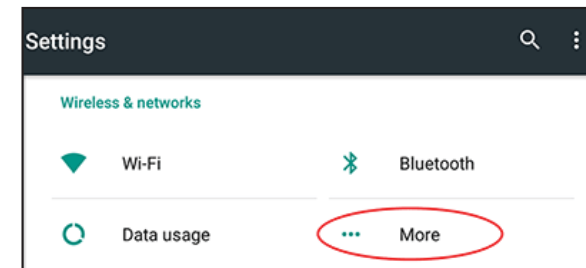 Settings
Wireless & networks
Wi-Fi
Bluetooth
Data usage
More